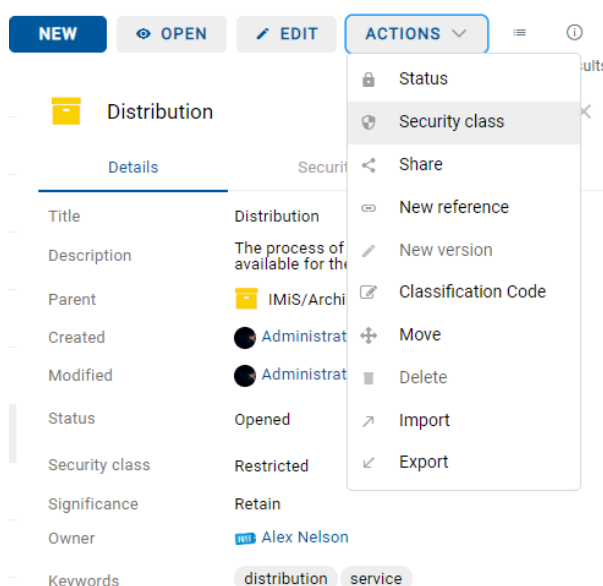 NEW OPEN EDIT ACTIONS
Status
Distribution
Security class
Details
Share
Title Distribution
New reference
Description The process of
available for the
New version
Parent IMiS/Archi
Classification Code
Created Administrat
Move
Modified Administrat
Delete
Status Opened
Import
Security class Restricted
Export
Significance Retain
Owner Alex Nelson
Keywords distribution service